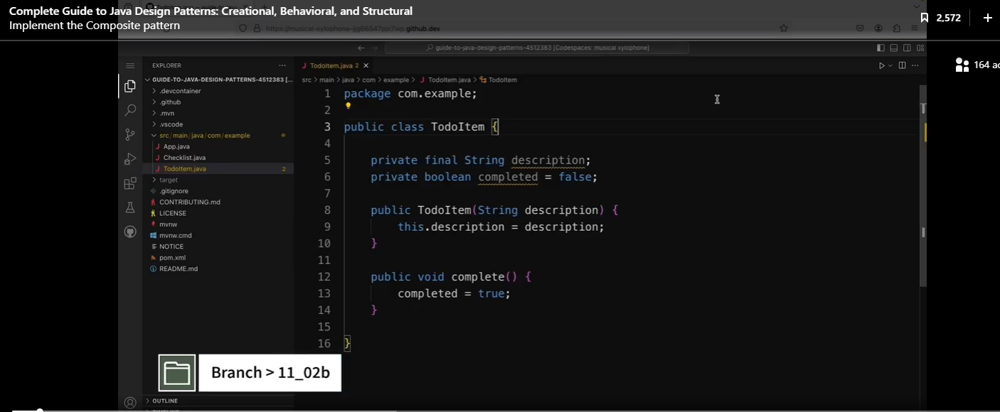 Complete Guide to Java Design Patterns: Creational, Behavioral, and Structural
Implement the Composite pattern
2,572
164
https://musical-xylophone-jjg66547pjc7wp.github.dev
guide-to-java-design-patterns-4512383 [Codespaces: musical xylophone]
EXPLORER
GUIDE-TO-JAVA-DESIGN-PATTERNS-4512383 [...
.devcontainer
.github
.mvn
.vscode
src/main/java/com/example
App.java
Checklist.java
TodoItem.java 2
target
.gitignore
CONTRIBUTING.md
LICENSE
mvnw
mvnw.cmd
NOTICE
pom.xml
README.md
OUTLINE
TodoItem.java 2
src > main > java > com > example > TodoItem.java > TodoItem
1 package com.example;
2
3 public class TodoItem {
4
5 private final String description;
6 private boolean completed = false;
7
8 public TodoItem(String description) {
9 this.description = description;
10 }
11
12 public void complete() {
13 completed = true;
14 }
15
16 }
Branch > 11_02b